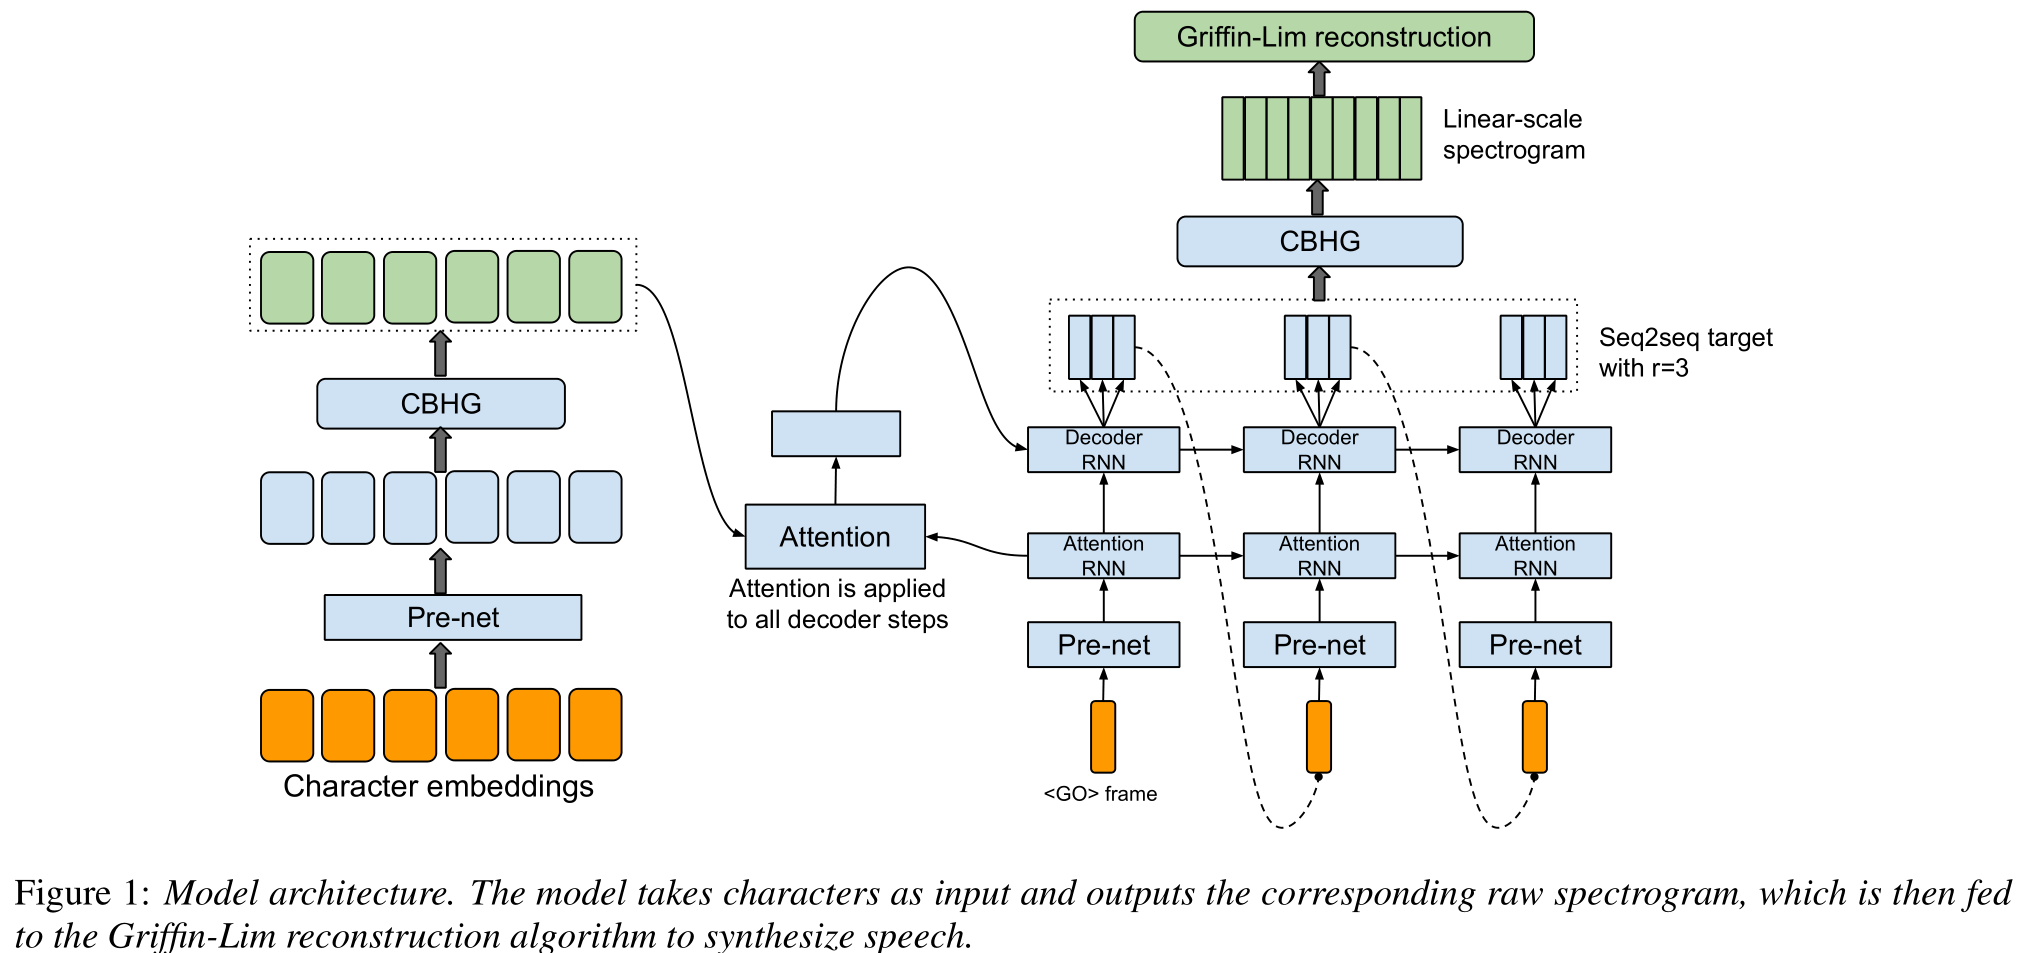 Griffin-Lim reconstruction
Linear-scale
spectrogram
CBHG
Seq2seq target
with r=3
CBHG
Decoder
RNN
Decoder
RNN
Decoder
RNN
Attention
Attention is applied
to all decoder steps
Attention
RNN
Attention
RNN
Attention
RNN
Pre-net
Pre-net
Pre-net
Pre-net
Character embeddings
<GO> frame
Figure 1: Model architecture. The model takes characters as input and outputs the corresponding raw spectrogram, which is then fed
to the Griffin-Lim reconstruction algorithm to synthesize speech.